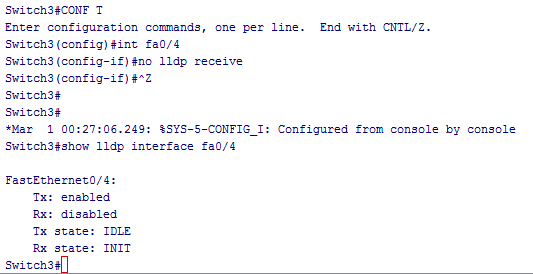 Switch3#CONF T
Enter configuration commands, one per line.  End with CNTL/Z.
Switch3(config)#int fa0/4
Switch3(config-if)#no lldp receive
Switch3(config-if)#^Z
Switch3#
Switch3#
*Mar  1 00:27:06.249: %SYS-5-CONFIG_I: Configured from console by console
Switch3#show lldp interface fa0/4
FastEthernet0/4:
    Tx: enabled
    Rx: disabled
    Tx state: IDLE
    Rx state: INIT
Switch3#